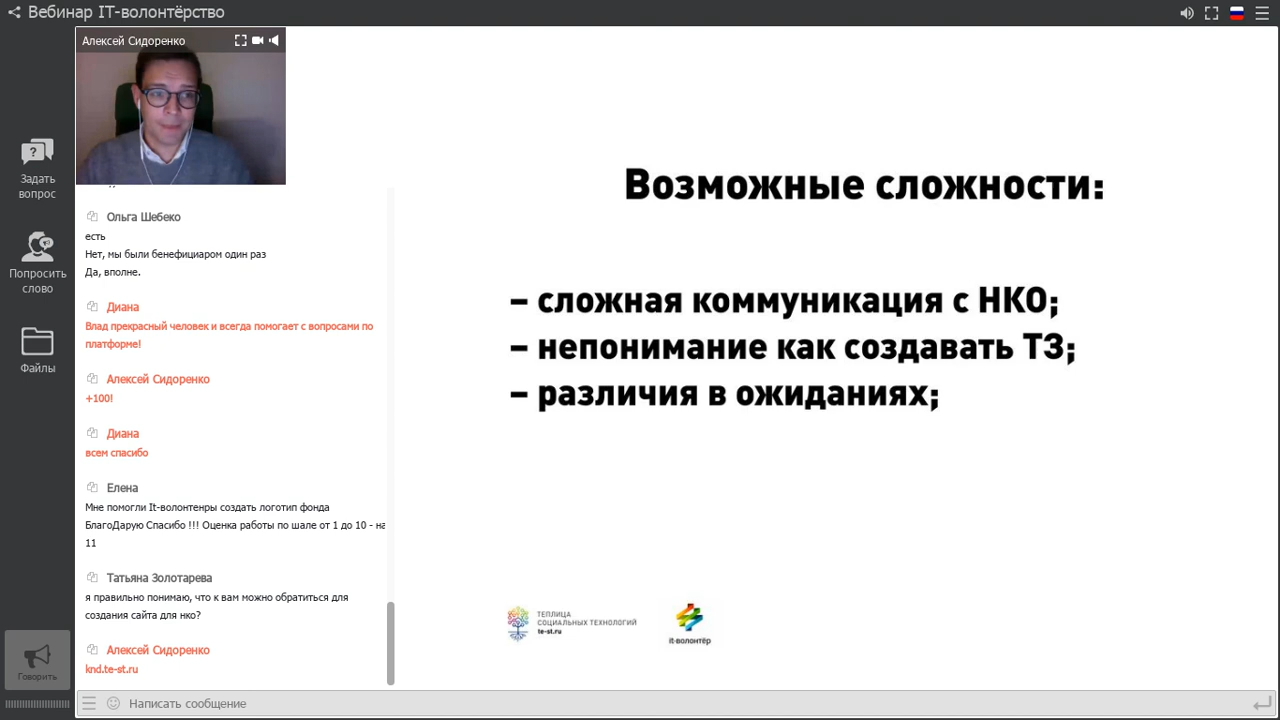 Вебинар IT-волонтёрство
Алексей Сидоренко
Задать
вопрос
Попросить
слово
Файлы
Говорить
Ольга Шебеко
есть
Нет, мы были бенефициаром один раз
Да, вполне.
Диана
Влад прекрасный человек и всегда помогает с вопросами по
платформе!
Алексей Сидоренко
+100!
Диана
всем спасибо
Елена
Мне помогли It-волонтенры создать логотип фонда
БлагоДарую Спасибо !!! Оценка работы по шале от 1 до 10 - на
11
Татьяна Золотарева
я правильно понимаю, что к вам можно обратиться для
создания сайта для нко?
Алексей Сидоренко
knd.te-st.ru
Написать сообщение
Возможные сложности:
– сложная коммуникация с НКО;
– непонимание как создавать ТЗ;
– различия в ожиданиях;
ТЕПЛИЦА
СОЦИАЛЬНЫХ ТЕХНОЛОГИЙ
te-st.ru
it-волонтёр